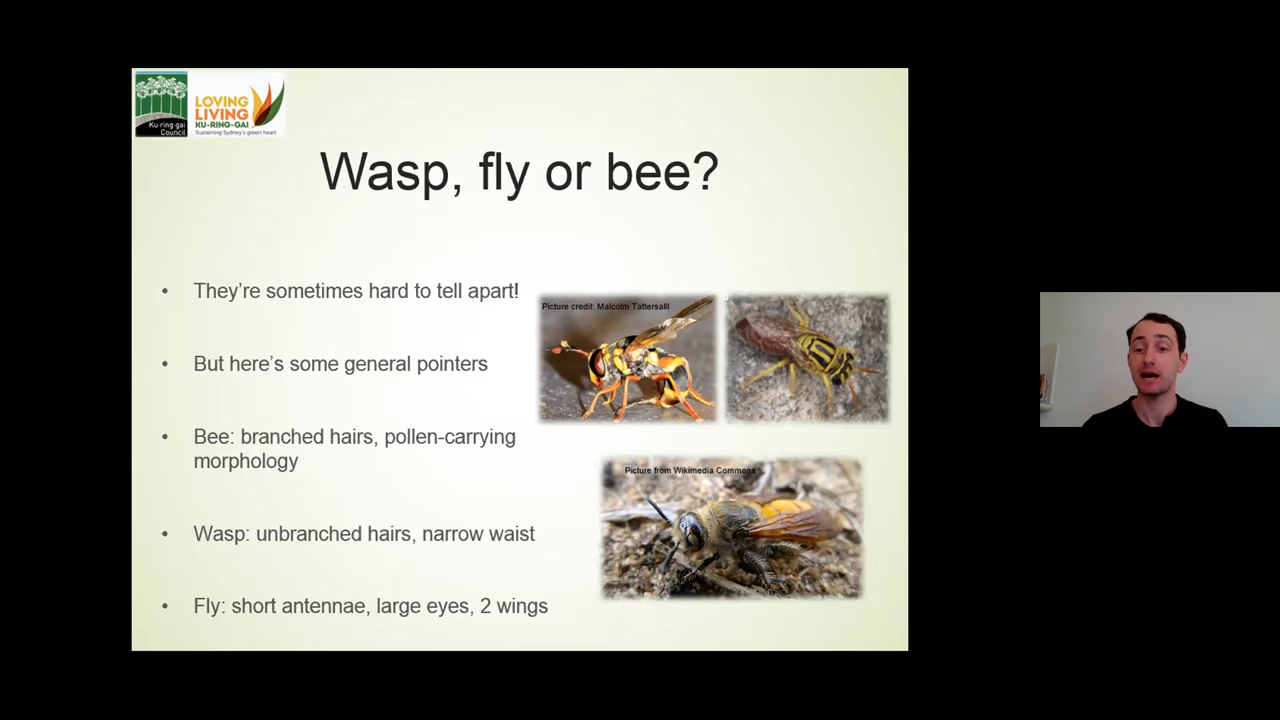 Ku-ring-gai
Council
LOVING
LIVING
KU-RING-GAI
Sustaining Sydney's green heart
Wasp, fly or bee?
• They're sometimes hard to tell apart!
• But here's some general pointers
• Bee: branched hairs, pollen-carrying
morphology
• Wasp: unbranched hairs, narrow waist
• Fly: short antennae, large eyes, 2 wings
Picture credit: Malcolm Tattersalll
Picture from Wikimedia Commons